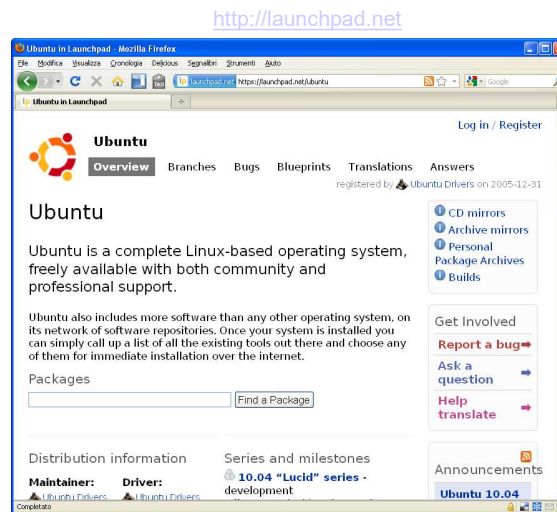 http://launchpad.net
Ubuntu in Launchpad - Mozilla Firefox
File Modifica Visualizza Cronologia Delicious Segnalibri Strumenti Aiuto
TAG lp launchpad.net https://launchpad.net/ubuntu Google
lp Ubuntu in Launchpad
Log in / Register
Ubuntu
Overview Branches Bugs Blueprints Translations Answers
registered by Ubuntu Drivers on 2005-12-31
Ubuntu
Ubuntu is a complete Linux-based operating system,
freely available with both community and
professional support.
Ubuntu also includes more software than any other operating system, on
its network of software repositories. Once your system is installed you
can simply call up a list of all the existing tools out there and choose any
of them for immediate installation over the internet.
Packages
Find a Package
Distribution information
Maintainer: Driver:
Ubuntu Drivers Ubuntu Drivers
Series and milestones
10.04 “Lucid” series -
development
CD mirrors
Archive mirrors
Personal
Package Archives
Builds
Get Involved
Report a bug
Ask a
question
Help
translate
Announcements
Ubuntu 10.04
Completato